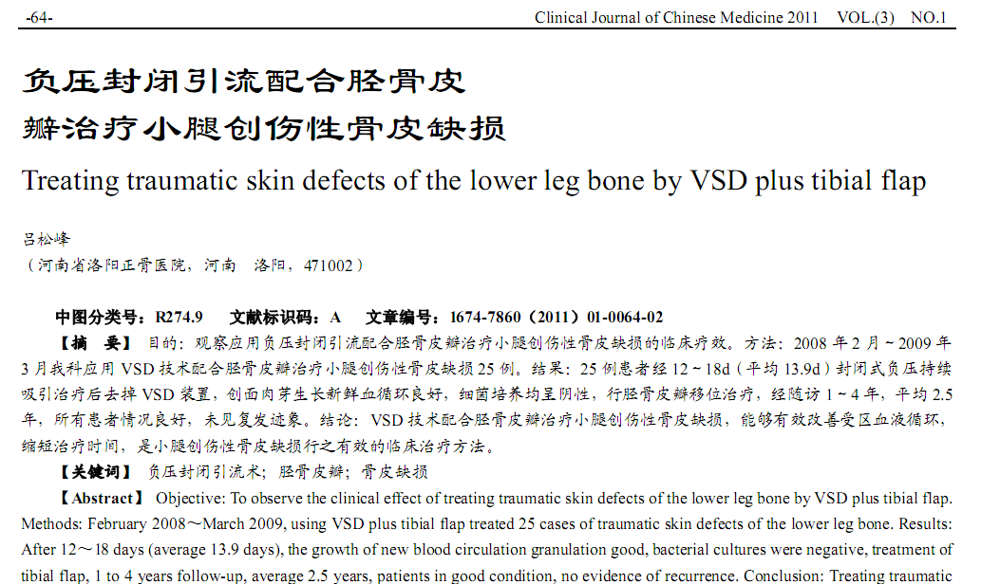 -64- Clinical Journal of Chinese Medicine 2011 VOL.(3) NO.1
负压封闭引流配合胫骨皮
瓣治疗小腿创伤性骨皮缺损
Treating traumatic skin defects of the lower leg bone by VSD plus tibial flap
吕松峰
（河南省洛阳正骨医院，河南 洛阳，471002）
中图分类号：R274.9 文献标识码：A 文章编号：1674-7860（2011）01-0064-02
【摘 要】 目的：观察应用负压封闭引流配合胫骨皮瓣治疗小腿创伤性骨皮缺损的临床疗效。方法：2008 年 2 月～2009 年
3 月我科应用 VSD 技术配合胫骨皮瓣治疗小腿创伤性骨皮缺损 25 例。结果：25 例患者经 12～18d（平均 13.9d）封闭式负压持续
吸引治疗后去掉 VSD 装置，创面肉芽生长新鲜血循环良好，细菌培养均呈阴性，行胫骨皮瓣移位治疗，经随访 1～4 年，平均 2.5
年，所有患者情况良好，未见复发迹象。结论：VSD 技术配合胫骨皮瓣治疗小腿创伤性骨皮缺损，能够有效改善受区血液循环，
缩短治疗时间，是小腿创伤性骨皮缺损行之有效的临床治疗方法。
【关键词】 负压封闭引流术；胫骨皮瓣；骨皮缺损
【Abstract】 Objective: To observe the clinical effect of treating traumatic skin defects of the lower leg bone by VSD plus tibial flap.
Methods: February 2008～March 2009, using VSD plus tibial flap treated 25 cases of traumatic skin defects of the lower leg bone. Results:
After 12～18 days (average 13.9 days), the growth of new blood circulation granulation good, bacterial cultures were negative, treatment of
tibial flap, 1 to 4 years follow-up, average 2.5 years, patients in good condition, no evidence of recurrence. Conclusion: Treating traumatic